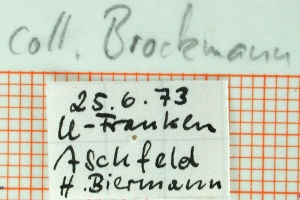 coll. Brockmann
25.6.73
U-Franken
Aschfeld
H. Biermann